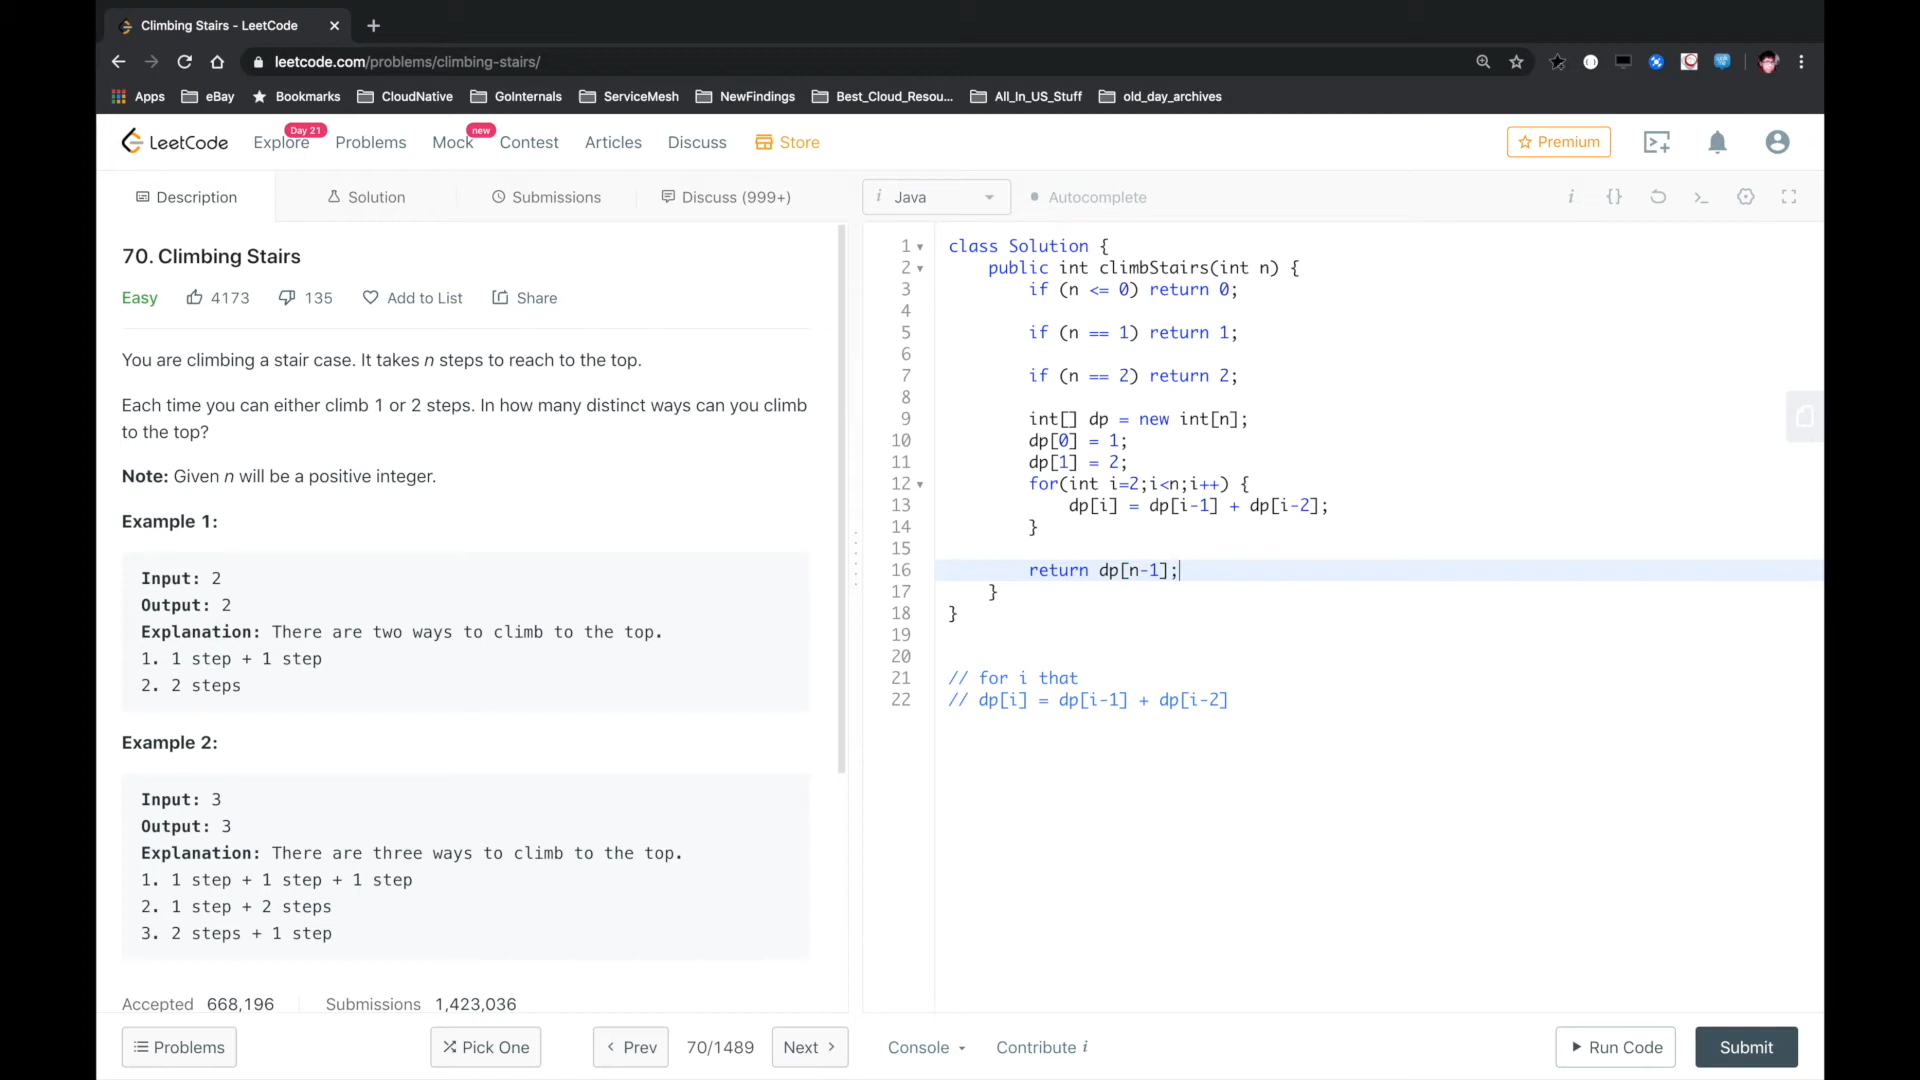 Climbing Stairs - LeetCode
leetcode.com/problems/climbing-stairs/
Apps eBay Bookmarks CloudNative GoInternals ServiceMesh NewFindings Best_Cloud_Resou... All_In_US_Stuff old_day_archives
LeetCode Explore Day 21 Problems Mock new Contest Articles Discuss Store Premium
Description Solution Submissions Discuss (999+)
i Java Autocomplete
70. Climbing Stairs
Easy 4173 135 Add to List Share
You are climbing a stair case. It takes n steps to reach to the top.
Each time you can either climb 1 or 2 steps. In how many distinct ways can you climb
to the top?
Note: Given n will be a positive integer.
Example 1:
Input: 2
Output: 2
Explanation: There are two ways to climb to the top.
1. 1 step + 1 step
2. 2 steps
Example 2:
Input: 3
Output: 3
Explanation: There are three ways to climb to the top.
1. 1 step + 1 step + 1 step
2. 1 step + 2 steps
3. 2 steps + 1 step
Accepted 668,196 Submissions 1,423,036
Problems Pick One Prev 70/1489 Next
1 class Solution {
2 public int climbStairs(int n) {
3 if (n <= 0) return 0;
4
5 if (n == 1) return 1;
6
7 if (n == 2) return 2;
8
9 int[] dp = new int[n];
10 dp[0] = 1;
11 dp[1] = 2;
12 for(int i=2;i<n;i++) {
13 dp[i] = dp[i-1] + dp[i-2];
14 }
15
16 return dp[n-1];
17 }
18 }
19
20
21 // for i that
22 // dp[i] = dp[i-1] + dp[i-2]
Console Contribute i Run Code Submit